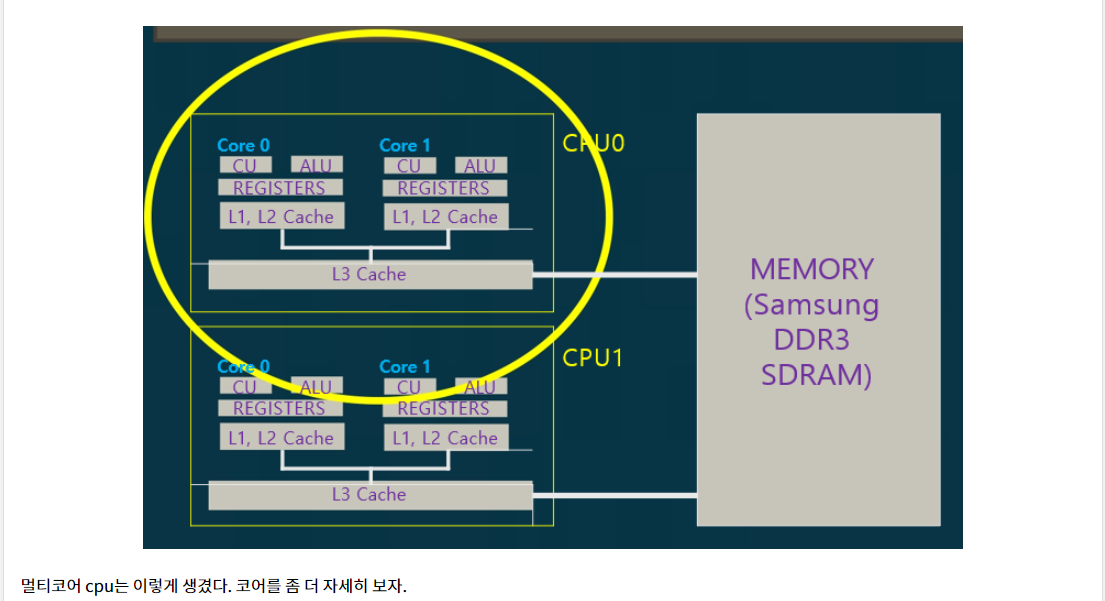 Core 0 Core 1 CPU0
CU ALU CU ALU
REGISTERS REGISTERS
L1, L2 Cache L1, L2 Cache
L3 Cache
MEMORY
(Samsung
DDR3
SDRAM)
CPU1
Core 0 Core 1
CU ALU CU ALU
REGISTERS REGISTERS
L1, L2 Cache L1, L2 Cache
L3 Cache
멀티코어 cpu는 이렇게 생겼다. 코어를 좀 더 자세히 보자.